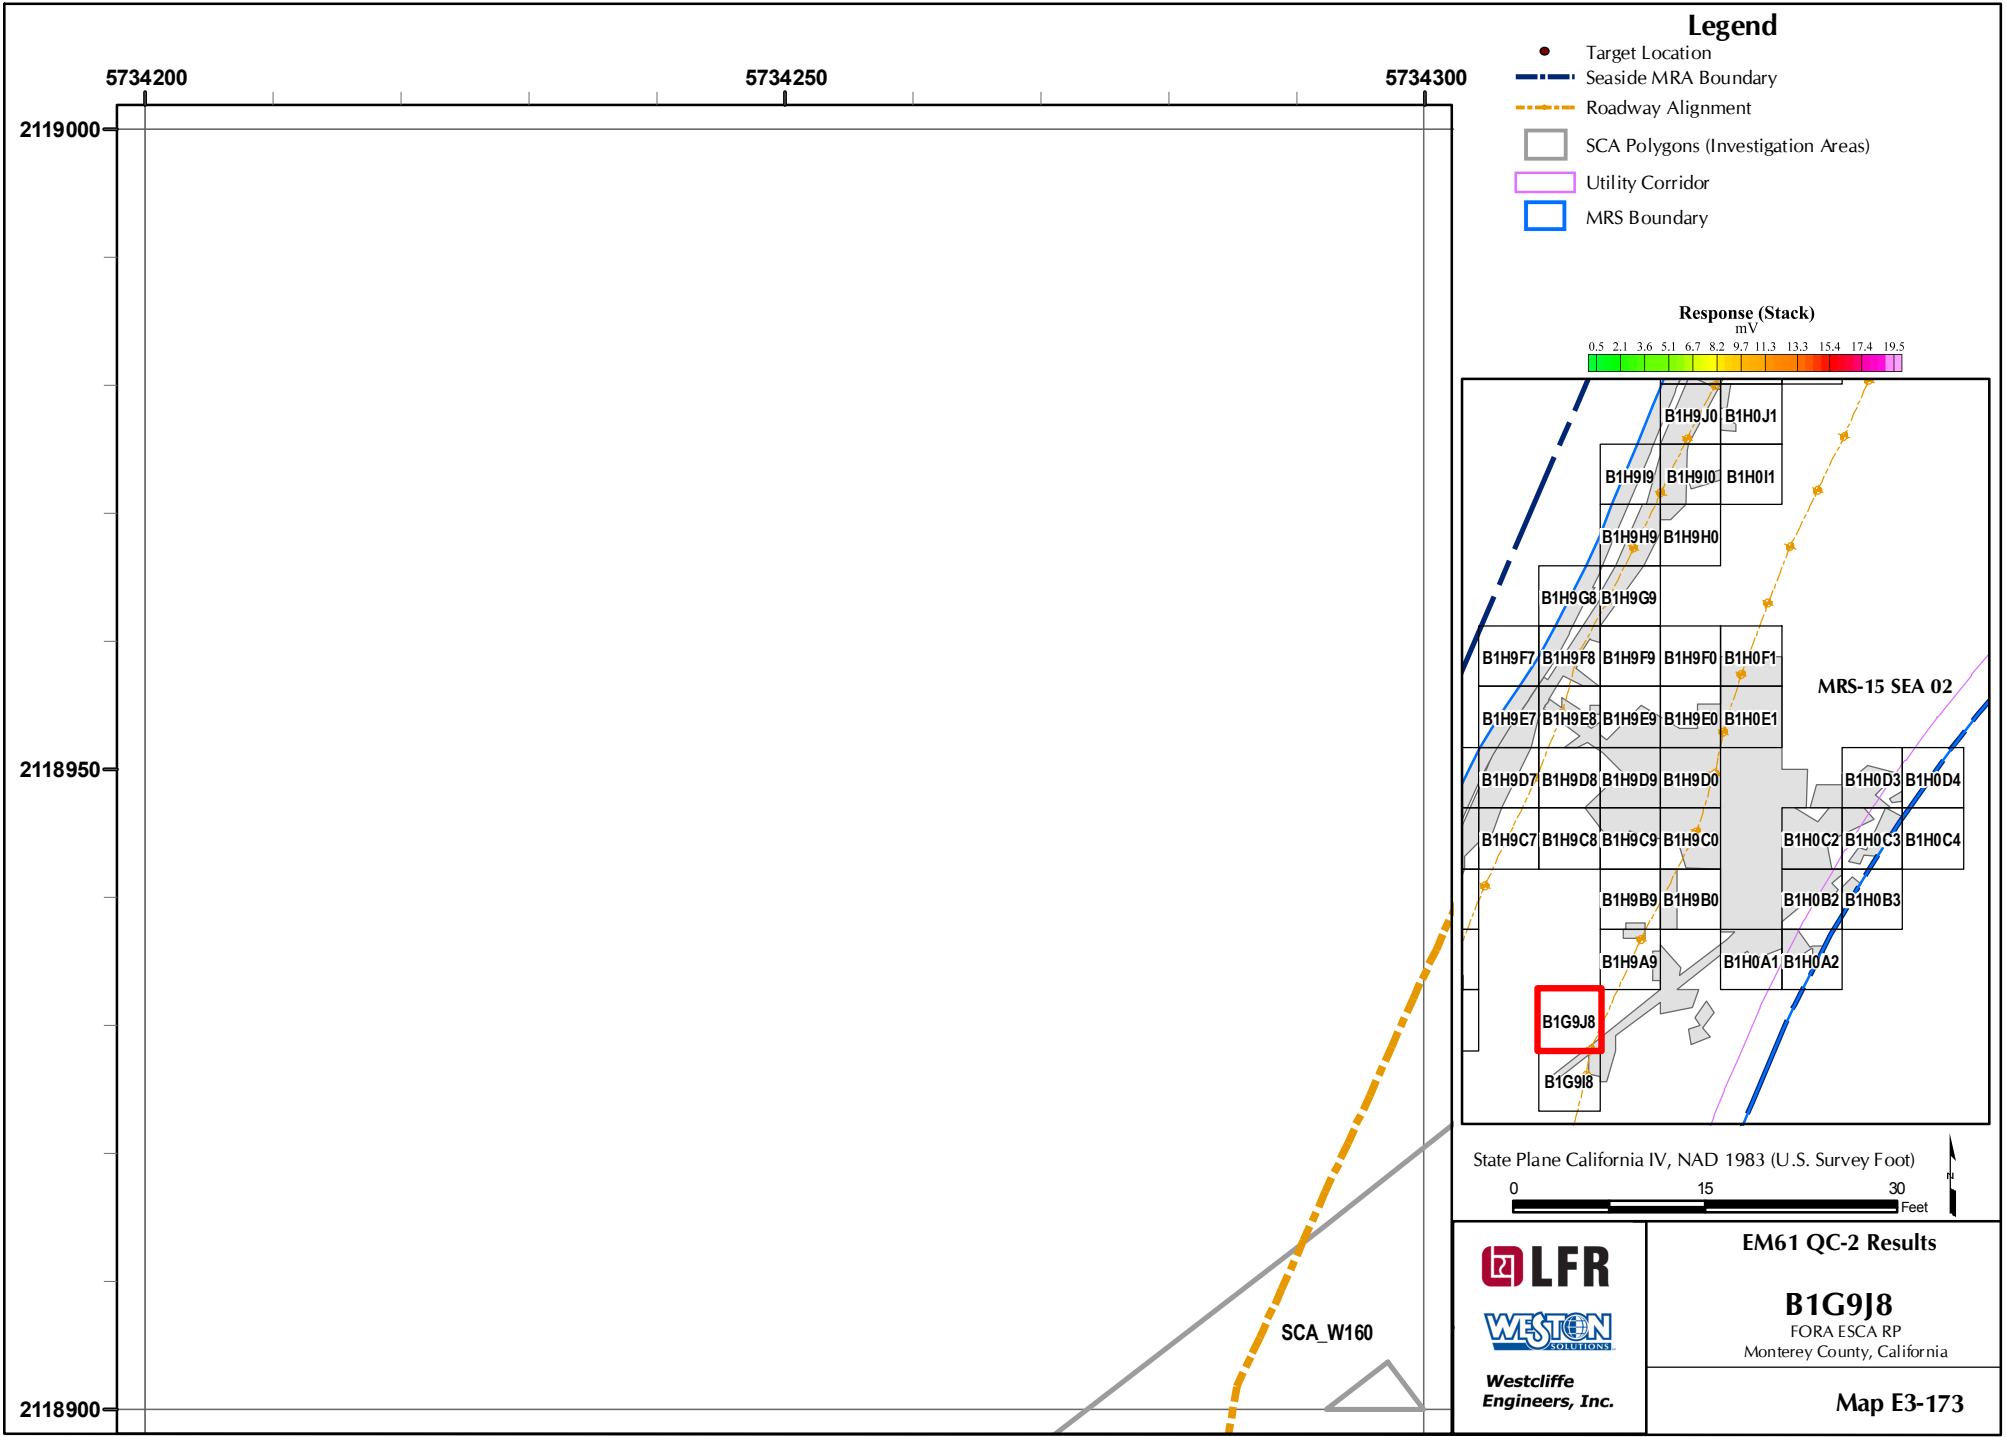 5734200
5734250
5734300
2119000
2118950
2118900
SCA_W160
Legend
Target Location
Seaside MRA Boundary
Roadway Alignment
SCA Polygons (Investigation Areas)
Utility Corridor
MRS Boundary
Response (Stack)
mV
0.5 2.1 3.6 5.1 6.7 8.2 9.7 11.3 13.3 15.4 17.4 19.5
B1H9J0 B1H0J1
B1H9I9 B1H9I0 B1H0I1
B1H9H9 B1H9H0
B1H9G8 B1H9G9
B1H9F7 B1H9F8 B1H9F9 B1H9F0 B1H0F1
MRS-15 SEA 02
B1H9E7 B1H9E8 B1H9E9 B1H9E0 B1H0E1
B1H9D7 B1H9D8 B1H9D9 B1H9D0 B1H0D3 B1H0D4
B1H9C7 B1H9C8 B1H9C9 B1H9C0 B1H0C2 B1H0C3 B1H0C4
B1H9B9 B1H9B0 B1H0B2 B1H0B3
B1H9A9 B1H0A1 B1H0A2
B1G9J8
B1G9I8
State Plane California IV, NAD 1983 (U.S. Survey Foot)
0 15 30
Feet
N
LFR
WESTON
SOLUTIONS
Westcliffe
Engineers, Inc.
EM61 QC-2 Results
B1G9J8
FORA ESCA RP
Monterey County, California
Map E3-173